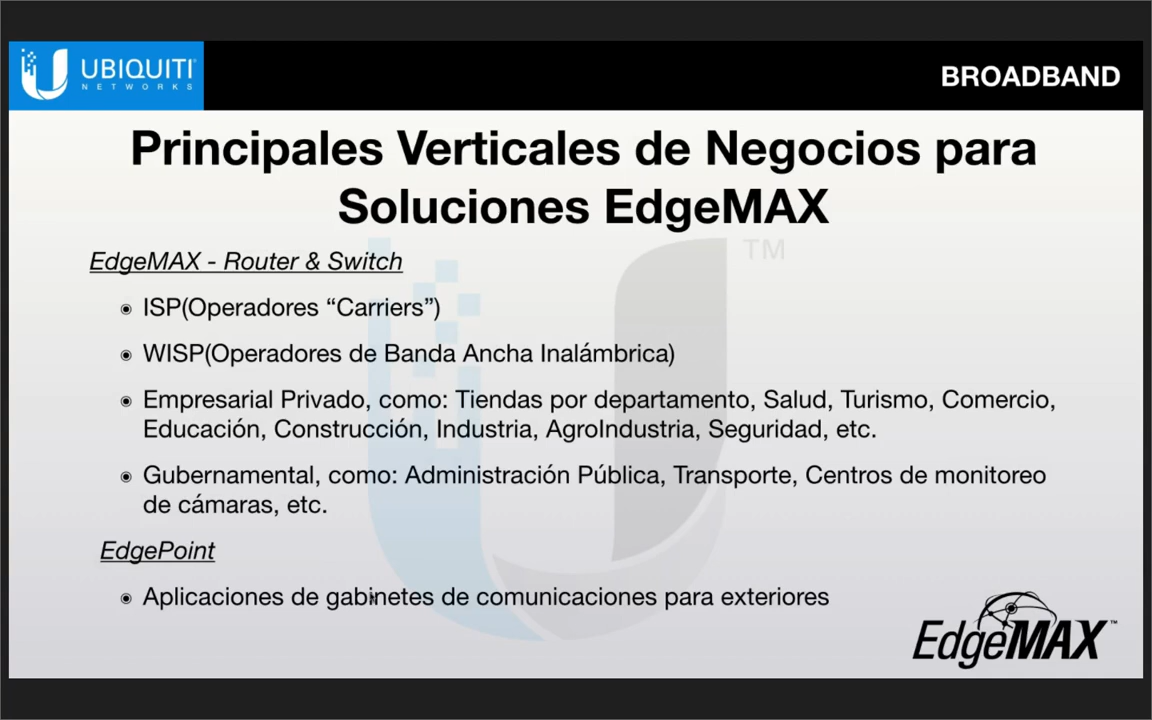 UBIQUITI
NETWORKS
BROADBAND
Principales Verticales de Negocios para
Soluciones EdgeMAX
TM
EdgeMAX - Router & Switch
ISP(Operadores “Carriers”)
WISP(Operadores de Banda Ancha Inalámbrica)
Empresarial Privado, como: Tiendas por departamento, Salud, Turismo, Comercio,
Educación, Construcción, Industria, AgroIndustria, Seguridad, etc.
Gubernamental, como: Administración Pública, Transporte, Centros de monitoreo
de cámaras, etc.
EdgePoint
Aplicaciones de gabinetes de comunicaciones para exteriores
EdgeMAX™